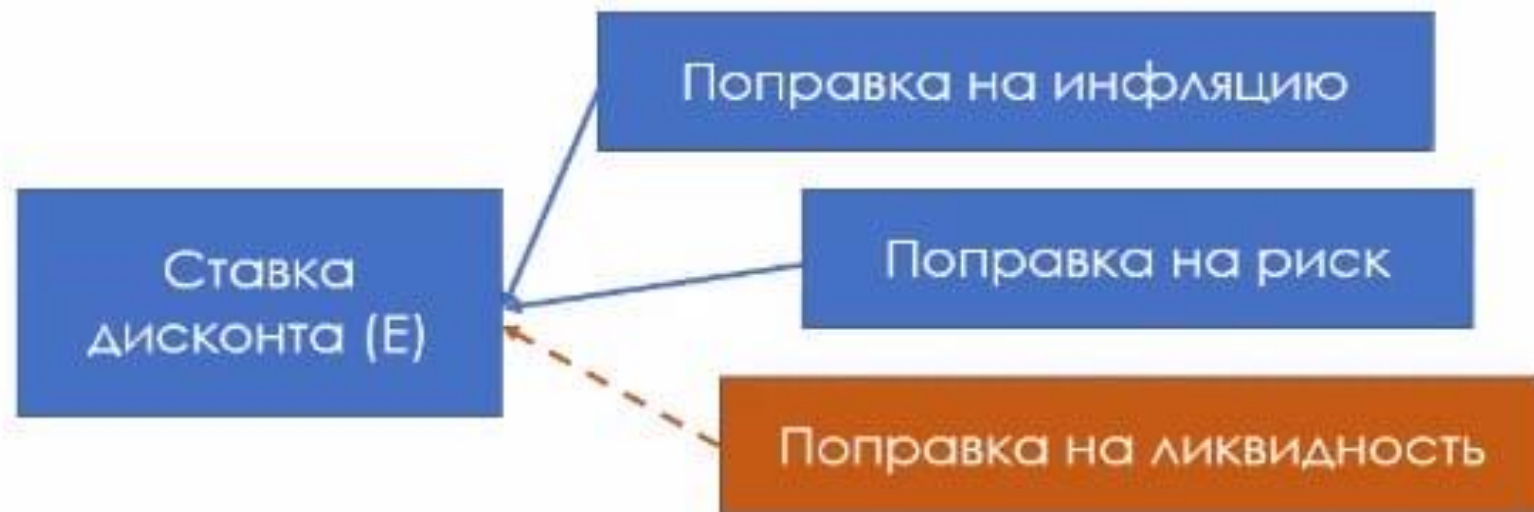 Поправка на инфляцию
Ставка
дисконта (Е)
Поправка на риск
Поправка на ликвидность